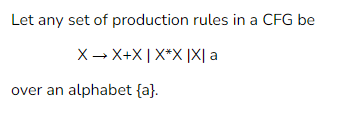 Let any set of production rules in a CFG be
X → X+X | X*X |X| a
over an alphabet {a}.